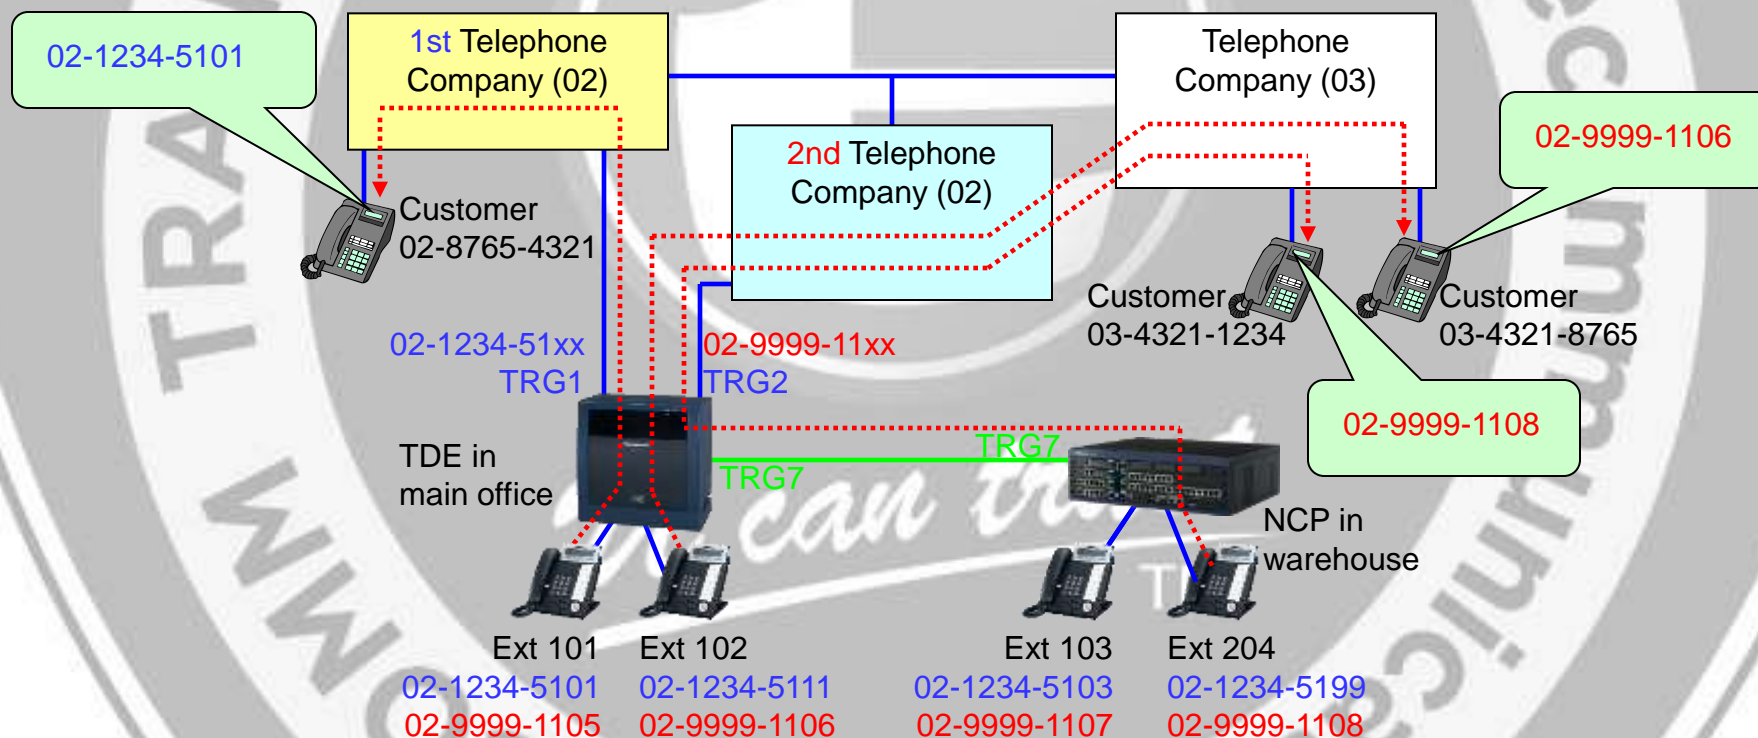 02-1234-5101
1st Telephone
Company (02)
Telephone
Company (03)
02-9999-1106
2nd Telephone
Company (02)
Customer
02-8765-4321
Customer
03-4321-1234
Customer
03-4321-8765
02-1234-51xx
TRG1
02-9999-11xx
TRG2
02-9999-1108
TDE in
main office
TRG7
TRG7
can
NCP in
warehouse
Ext 101
02-1234-5101
02-9999-1105
Ext 102
02-1234-5111
02-9999-1106
Ext 103
02-1234-5103
02-9999-1107
Ext 204
02-1234-5199
02-9999-1108